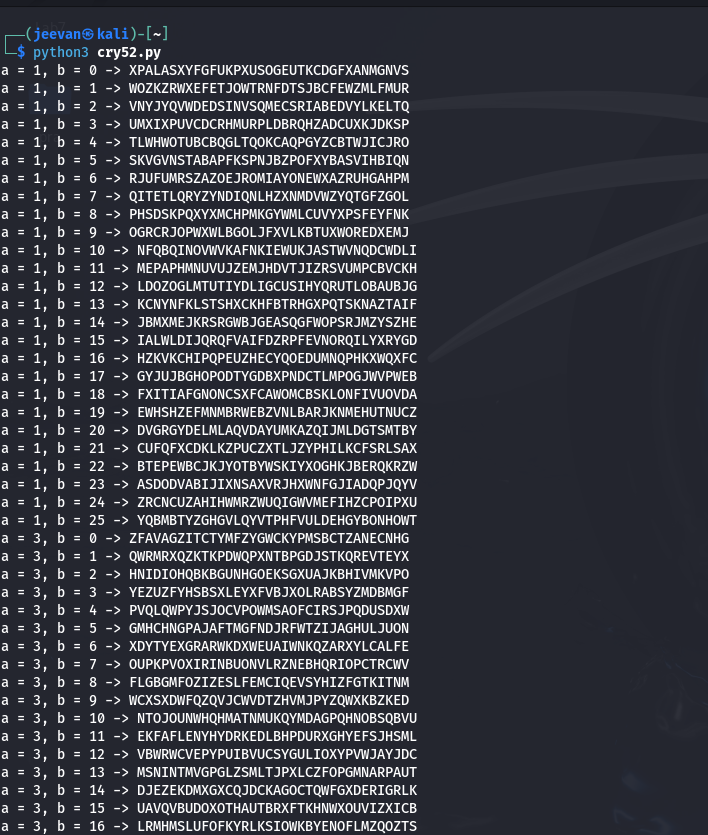 ┌──(jeevan㉿kali)-[~]
└─$ python3 cry52.py
a = 1, b = 0 -> XPALASXYFGFUKPXUSOGEUTKCDGFXANMGNVS
a = 1, b = 1 -> WOZKZRWXEFETJOWTRNFDTSJBCFEWZMLFMUR
a = 1, b = 2 -> VNYJYQVWDEDSINVSQMECSRIABEDVYLKELTQ
a = 1, b = 3 -> UMXIXPUVCDCRHMURPLDBRQHZADCUXKJDKSP
a = 1, b = 4 -> TLWHWOTUBCBQGLTQOKCAQPGYZCBTWJICJRO
a = 1, b = 5 -> SKVGVNSTABAPFKSPNJBZPOFXYBASVIHBIQN
a = 1, b = 6 -> RJUFUMRSZAZOEJROMIAYONEWXAZRUHGAHPM
a = 1, b = 7 -> QITETLQRYZYNDIQNLHZXNMDVWZYQTGFZGOL
a = 1, b = 8 -> PHSDSKPQXYXMCHPMKGYWMLCUVYXPSFEYFNK
a = 1, b = 9 -> OGRCRJOPWXWLBGOLJFXVLKBTUXWOREDXEMJ
a = 1, b = 10 -> NFQBQINOVWVKAFNKIEWUKJASTWVNQDCWDLI
a = 1, b = 11 -> MEPAPHMNUVUJZEMJHDVTJIZRSVUMPCBVCKH
a = 1, b = 12 -> LDOZOGLMTUTIYDLIGCUSIHYQRUTLOBAUBJG
a = 1, b = 13 -> KCNYNFKLSTSHXCKHFBTRHGXPQTSKNAZTAIF
a = 1, b = 14 -> JBMXMEJKRSRGWBJGEASQGFWOPSRJMZYSZHE
a = 1, b = 15 -> IALWLDIJQRQFVAIFDZRPFEVNORQILYXRYGD
a = 1, b = 16 -> HZKVKCHIPQPEUZHECYQOEDUMNQPHKXWQXFC
a = 1, b = 17 -> GYJUJBGHOPODTYGDBXPNDCTLMPOGJWVPWEB
a = 1, b = 18 -> FXITIAFGNONCSXFCAWOMCBSKLONFIVUOVDA
a = 1, b = 19 -> EWHSHZEFMNMBRWEBZVNLBARJKNMEHUTNUCZ
a = 1, b = 20 -> DVGRGYDELMLAQVDAYUMKAZQIJMLDGTSMTBY
a = 1, b = 21 -> CUFQFXCDKLKZPUCZXTLJZYPHILKCFSRLSAX
a = 1, b = 22 -> BTEPEWBCJKJYOTBYWSKIYXOGHKJBERQKRZW
a = 1, b = 23 -> ASDODVABIJIXNSAXVRJHXWNFGJIADQPJQYV
a = 1, b = 24 -> ZRCNCUZAHIHWMRZWUQIGWVMEFIHZCPOIPXU
a = 1, b = 25 -> YQBMBTYZGHGVLQYVTPHFVULDEHGYBONHOWT
a = 3, b = 0 -> ZFAVAGZITCTYMFZYGWCKYPMSBCTZANECNHG
a = 3, b = 1 -> QWRMRXQZKTKPDWQPXNTBPGDJSTKQREVTEYX
a = 3, b = 2 -> HNIDIOHQBKBGUNHGOEKSGXUAJKBHIVMKVPO
a = 3, b = 3 -> YEZUZFYHSBSXLEYXFVBJXOLRABSYZMDBMGF
a = 3, b = 4 -> PVQLQWPYJSJOCVPOWMSAOFCIRSJPQDUSDXW
a = 3, b = 5 -> GMHCHNGPAJAFTMGFNDJRFWTZIJAGHULJUON
a = 3, b = 6 -> XDYTYEXGRARWKDXWEUAIWNKQZARXYLCALFE
a = 3, b = 7 -> OUPKPVOXIRINBUONVLRZNEBHQRIOPCTRCWV
a = 3, b = 8 -> FLGBGMFOZIZESLFEMCIQEVSYHIZFGTKITNM
a = 3, b = 9 -> WCXSXDWFQZQVJCWVDTZHVMJPYZQWXKBZKED
a = 3, b = 10 -> NTOJOUNWHQHMATNMUKQYMDAGPQHNOBSQBVU
a = 3, b = 11 -> EKFAFLENYHYDRKEDLBHPDURXGHYEFSJHSML
a = 3, b = 12 -> VBWRWCVEPYPUIBVUCSYGULIOXYPVWJAYJDC
a = 3, b = 13 -> MSNINTMVGPGLZSMLTJPXLCZFOPGMNARPAUT
a = 3, b = 14 -> DJEZEKDMXGXCQJDCKAGOCTQWFGXDERIGRLK
a = 3, b = 15 -> UAVQVBUDOXOTHAUTBRXFTKHNWXOUVIZXICB
a = 3, b = 16 -> LRMHMSLUFOFKYRLKSIOWKBYENOFLMZQOZTS